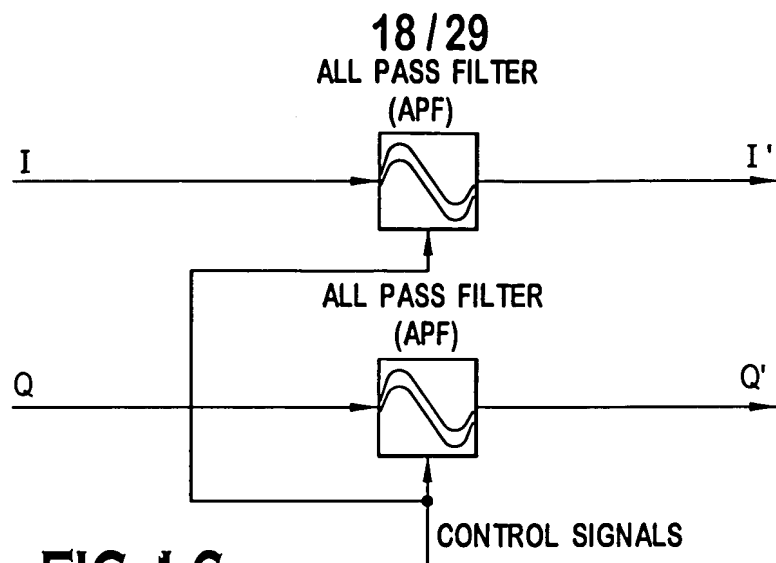 18/29
ALL PASS FILTER
(APF)
I
I'
ALL PASS FILTER
(APF)
Q
Q'
CONTROL SIGNALS